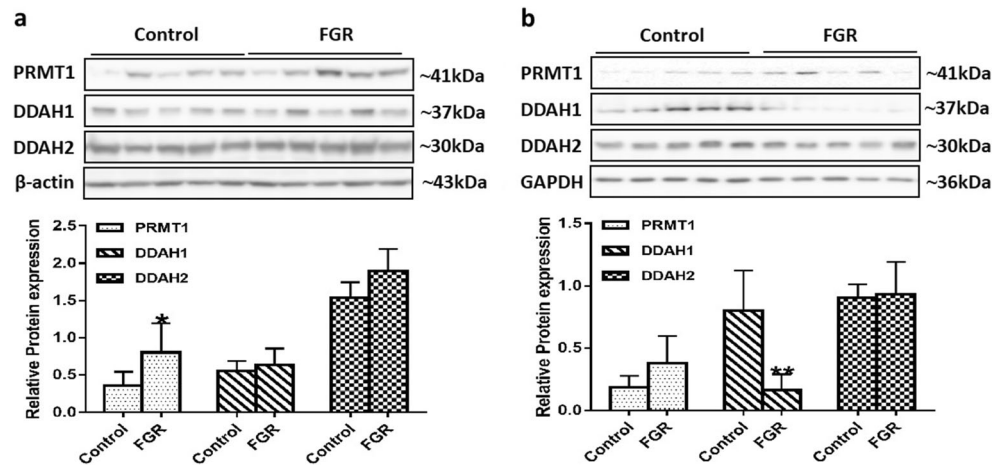 a
Control FGR
PRMT1 ~41kDa
DDAH1 ~37kDa
DDAH2 ~30kDa
β-actin ~43kDa
Relative Protein expression
2.5
2.0
1.5
1.0
0.5
0.0
PRMT1
DDAH1
DDAH2
*
Control FGR Control FGR Control FGR
b
Control FGR
PRMT1 ~41kDa
DDAH1 ~37kDa
DDAH2 ~30kDa
GAPDH ~36kDa
Relative Protein expression
1.5
1.0
0.5
0.0
PRMT1
DDAH1
DDAH2
**
Control FGR Control FGR Control FGR